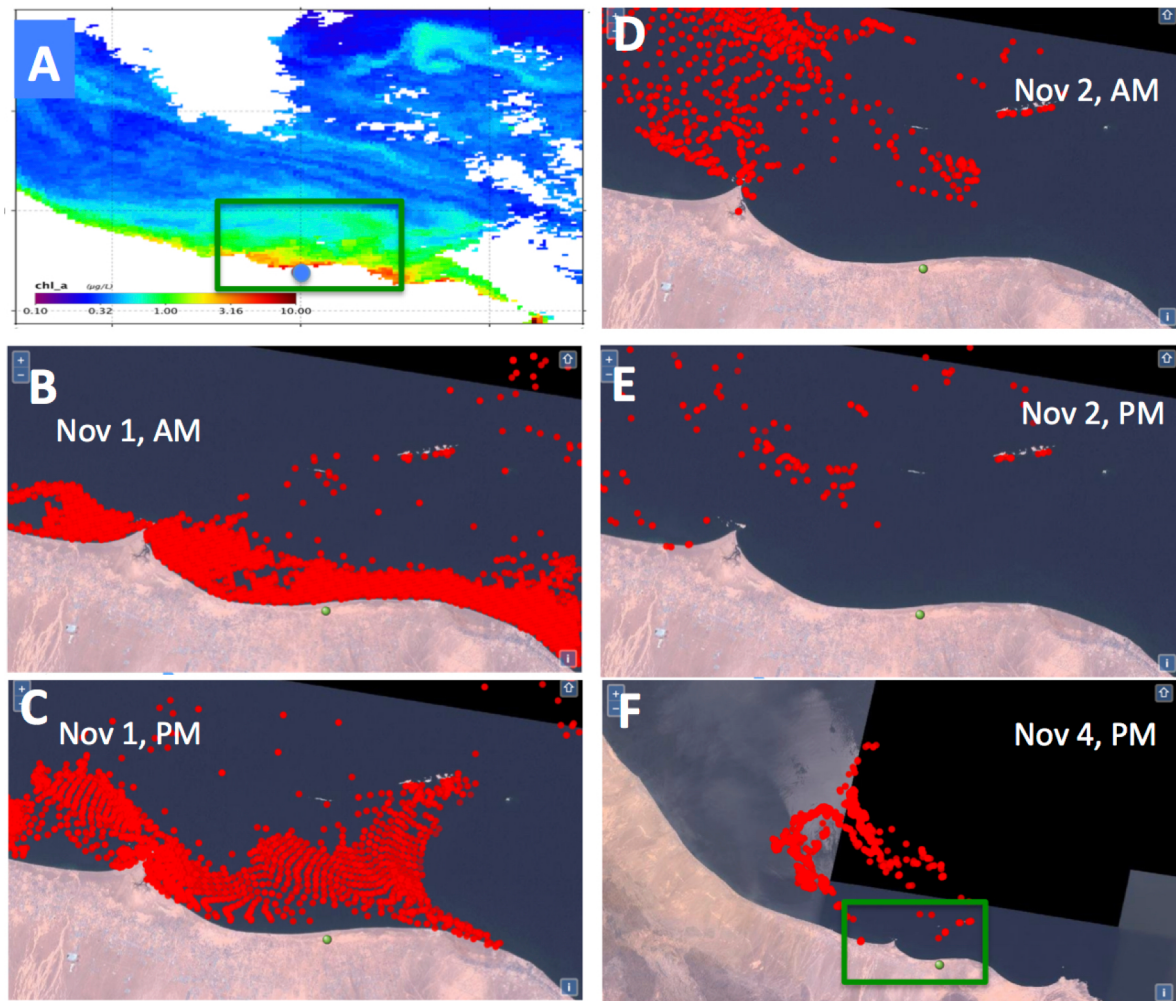 A
chl_a (µg/L)
0.10 0.32 1.00 3.16 10.00
D
Nov 2, AM
i
+
−
B
Nov 1, AM
i
+
−
E
Nov 2, PM
i
+
−
C
Nov 1, PM
i
+
−
F
Nov 4, PM
i